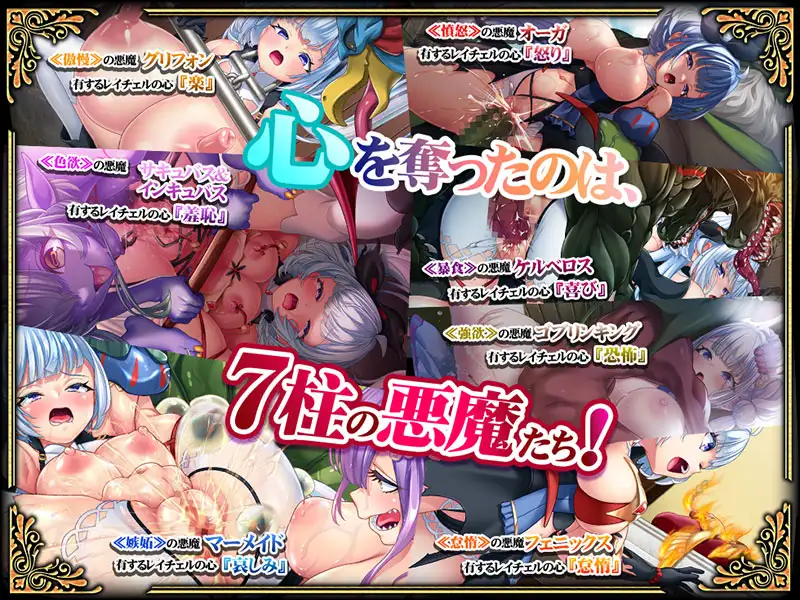 ≪傲慢≫の悪魔 グリフォン
有するレイチェルの心『楽』
≪憤怒≫の悪魔 オーガ
有するレイチェルの心『怒り』
心を奪ったのは、
≪色欲≫の悪魔 サキュバス&
インキュバス
有するレイチェルの心『羞恥』
≪暴食≫の悪魔 ケルベロス
有するレイチェルの心『喜び』
≪強欲≫の悪魔 ゴブリンキング
有するレイチェルの心『恐怖』
7柱の悪魔たち!
≪嫉妬≫の悪魔 マーメイド
有するレイチェルの心『哀しみ』
≪怠惰≫の悪魔 フェニックス
有するレイチェルの心『怠惰』